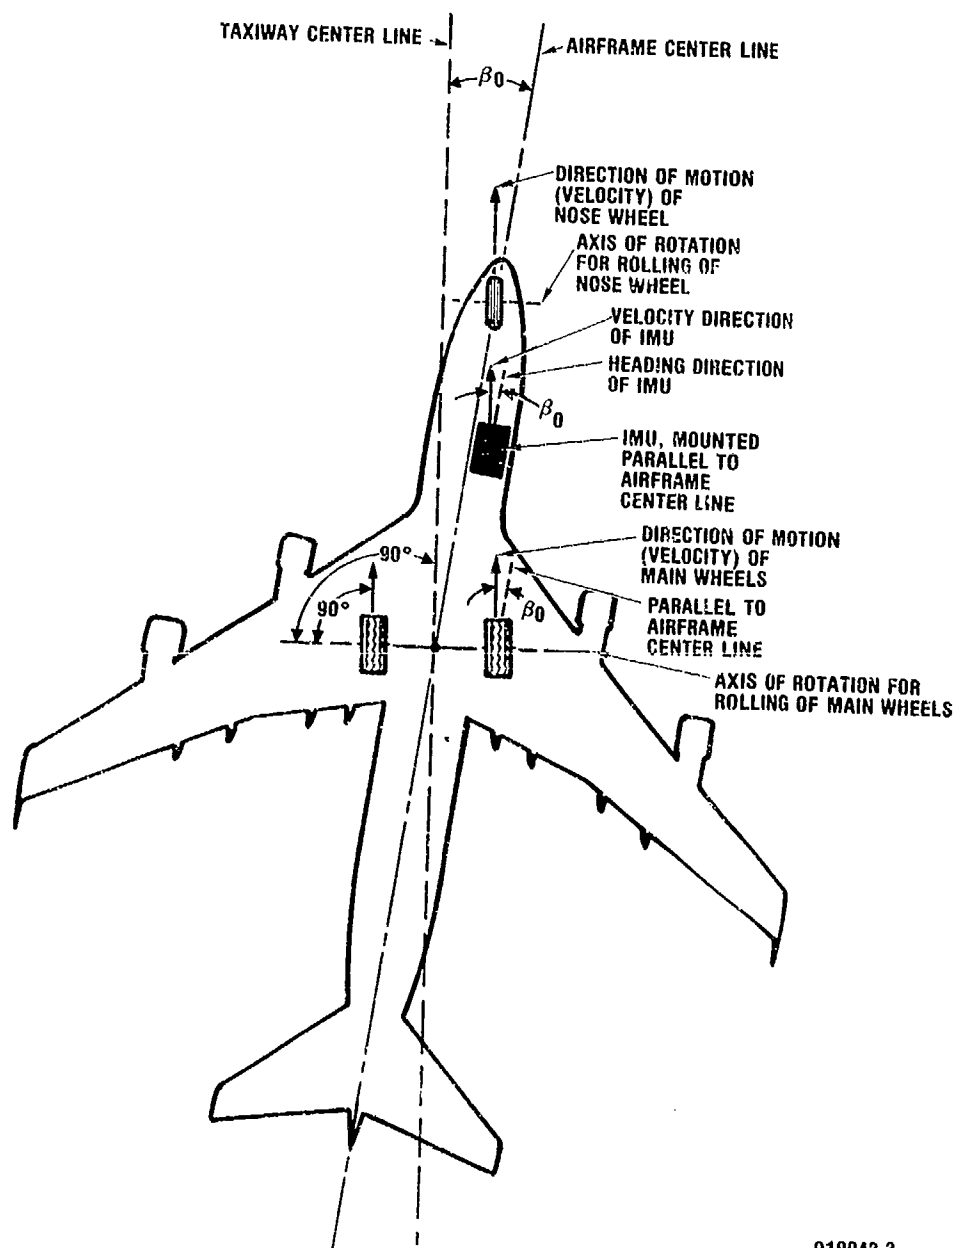 TAXIWAY CENTER LINE
AIRFRAME CENTER LINE
β0
DIRECTION OF MOTION
(VELOCITY) OF
NOSE WHEEL
AXIS OF ROTATION
FOR ROLLING OF
NOSE WHEEL
VELOCITY DIRECTION
OF IMU
HEADING DIRECTION
OF IMU
β0
IMU, MOUNTED
PARALLEL TO
AIRFRAME
CENTER LINE
DIRECTION OF MOTION
(VELOCITY) OF
MAIN WHEELS
90°
90°
β0
PARALLEL TO
AIRFRAME
CENTER LINE
AXIS OF ROTATION FOR
ROLLING OF MAIN WHEELS